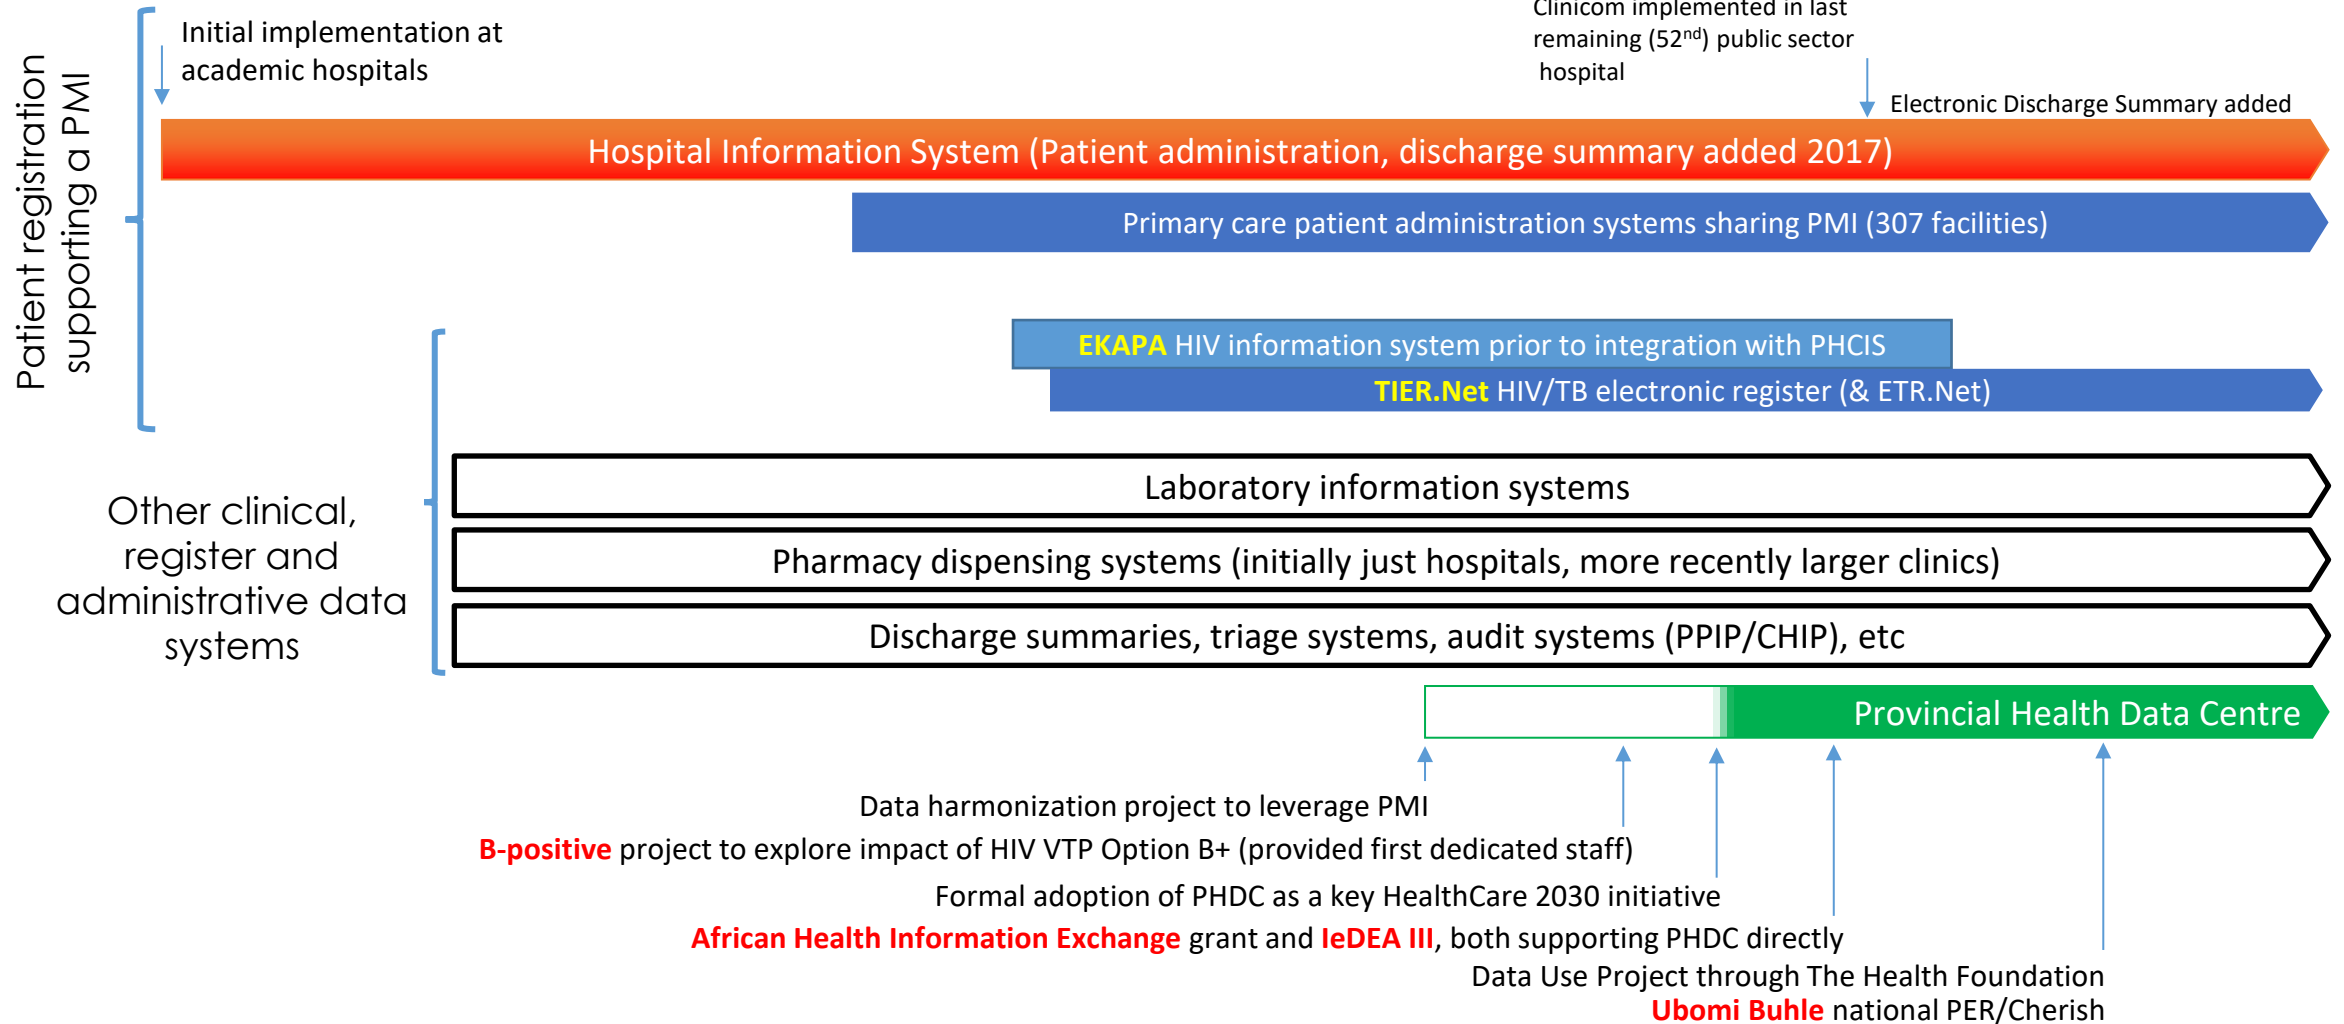 Initial implementation at
academic hospitals
Clinicom implemented in last
remaining (52nd) public sector
hospital
Electronic Discharge Summary added
Patient registration
supporting a PMI
Hospital Information System (Patient administration, discharge summary added 2017)
Primary care patient administration systems sharing PMI (307 facilities)
EKAPA HIV information system prior to integration with PHCIS
TIER.Net HIV/TB electronic register (& ETR.Net)
Other clinical,
register and
administrative data
systems
Laboratory information systems
Pharmacy dispensing systems (initially just hospitals, more recently larger clinics)
Discharge summaries, triage systems, audit systems (PPIP/CHIP), etc
Provincial Health Data Centre
Data harmonization project to leverage PMI
B-positive project to explore impact of HIV VTP Option B+ (provided first dedicated staff)
Formal adoption of PHDC as a key HealthCare 2030 initiative
African Health Information Exchange grant and IeDEA III, both supporting PHDC directly
Data Use Project through The Health Foundation
Ubomi Buhle national PER/Cherish